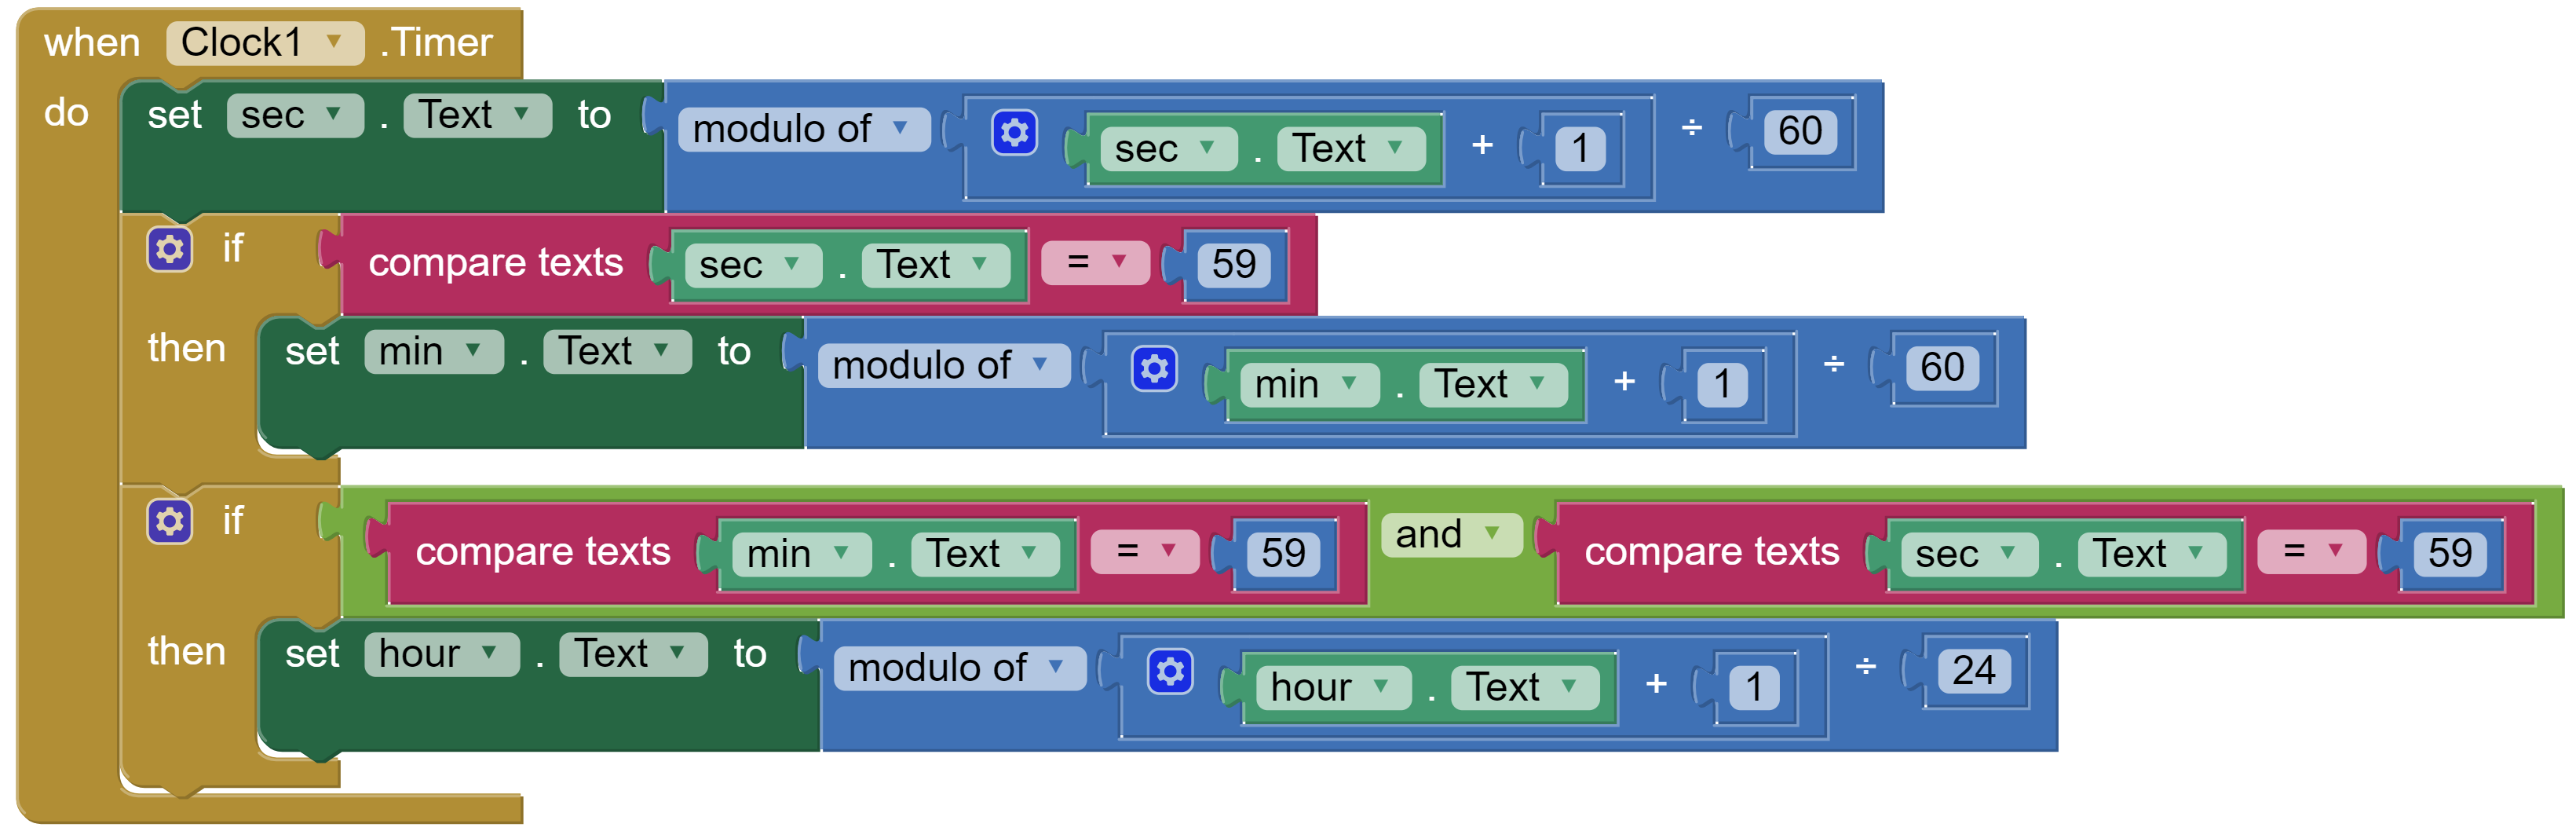 when Clock1 .Timer
do set sec . Text to modulo of sec . Text + 1 ÷ 60
if compare texts sec . Text = 59
then set min . Text to modulo of min . Text + 1 ÷ 60
if compare texts min . Text = 59 and compare texts sec . Text = 59
then set hour . Text to modulo of hour . Text + 1 ÷ 24